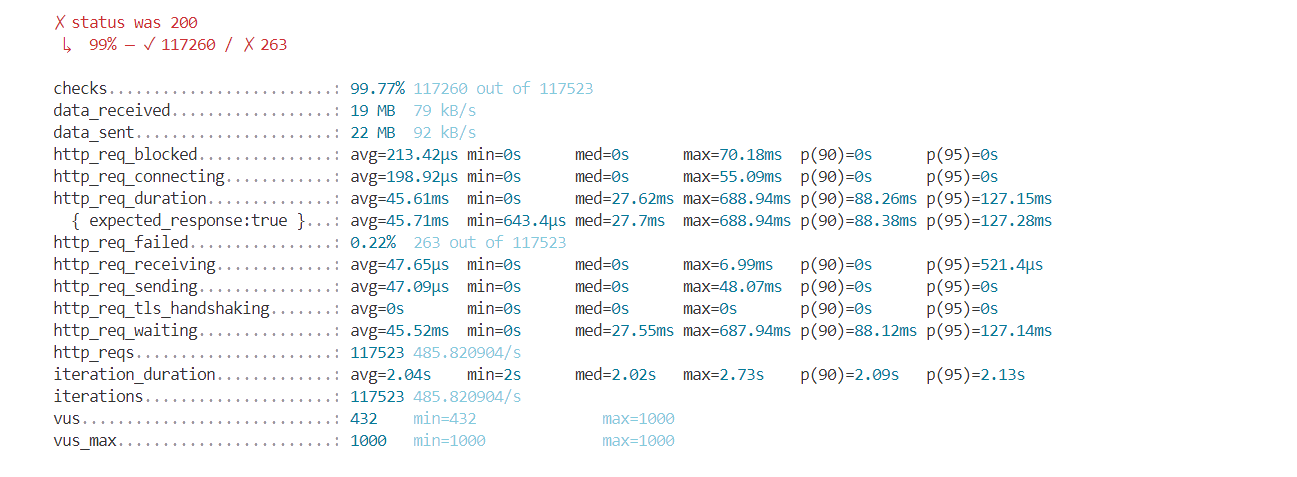 ✗ status was 200
↳ 99% — ✓ 117260 / ✗ 263
checks.........................: 99.77% 117260 out of 117523
data_received..................: 19 MB 79 kB/s
data_sent......................: 22 MB 92 kB/s
http_req_blocked...............: avg=213.42µs min=0s med=0s max=70.18ms p(90)=0s p(95)=0s
http_req_connecting............: avg=198.92µs min=0s med=0s max=55.09ms p(90)=0s p(95)=0s
http_req_duration..............: avg=45.61ms min=0s med=27.62ms max=688.94ms p(90)=88.26ms p(95)=127.15ms
{ expected_response:true }...: avg=45.71ms min=643.4µs med=27.7ms max=688.94ms p(90)=88.38ms p(95)=127.28ms
http_req_failed................: 0.22% 263 out of 117523
http_req_receiving.............: avg=47.65µs min=0s med=0s max=6.99ms p(90)=0s p(95)=521.4µs
http_req_sending...............: avg=47.09µs min=0s med=0s max=48.07ms p(90)=0s p(95)=0s
http_req_tls_handshaking.......: avg=0s min=0s med=0s max=0s p(90)=0s p(95)=0s
http_req_waiting...............: avg=45.52ms min=0s med=27.55ms max=687.94ms p(90)=88.12ms p(95)=127.14ms
http_reqs......................: 117523 485.820904/s
iteration_duration.............: avg=2.04s min=2s med=2.02s max=2.73s p(90)=2.09s p(95)=2.13s
iterations.....................: 117523 485.820904/s
vus............................: 432 min=432 max=1000
vus_max........................: 1000 min=1000 max=1000